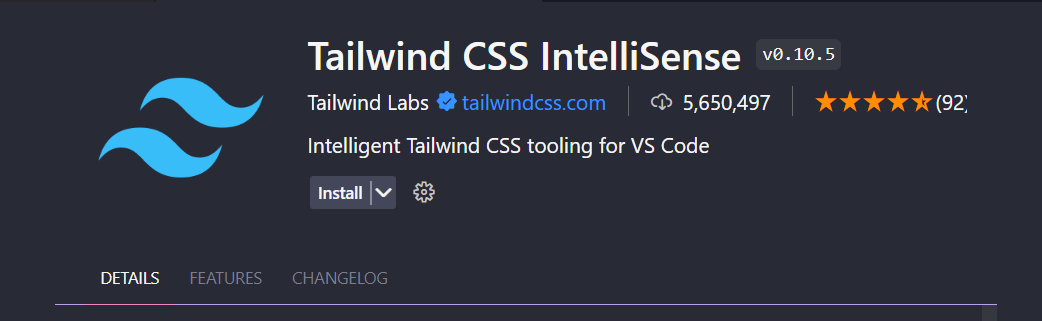 Tailwind CSS IntelliSense v0.10.5
Tailwind Labs tailwindcss.com 5,650,497 (92)
Intelligent Tailwind CSS tooling for VS Code
Install
DETAILS FEATURES CHANGELOG